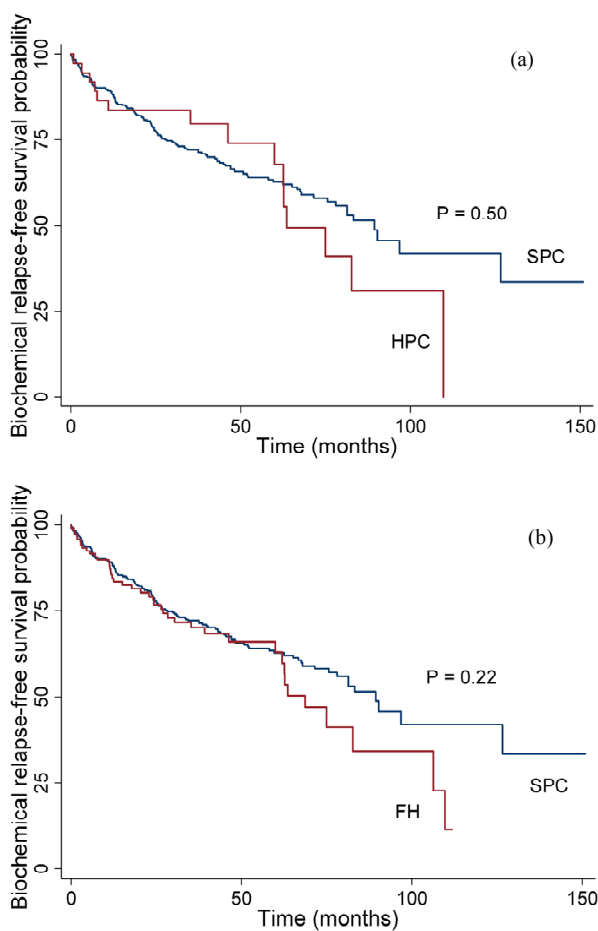 (a)
Biochemical relapse-free survival probability
100
75
50
25
0
P = 0.50
SPC
HPC
0 50 100 150
Time (months)
(b)
Biochemical relapse-free survival probability
100
75
50
25
0
P = 0.22
SPC
FH
0 50 100 150
Time (months)